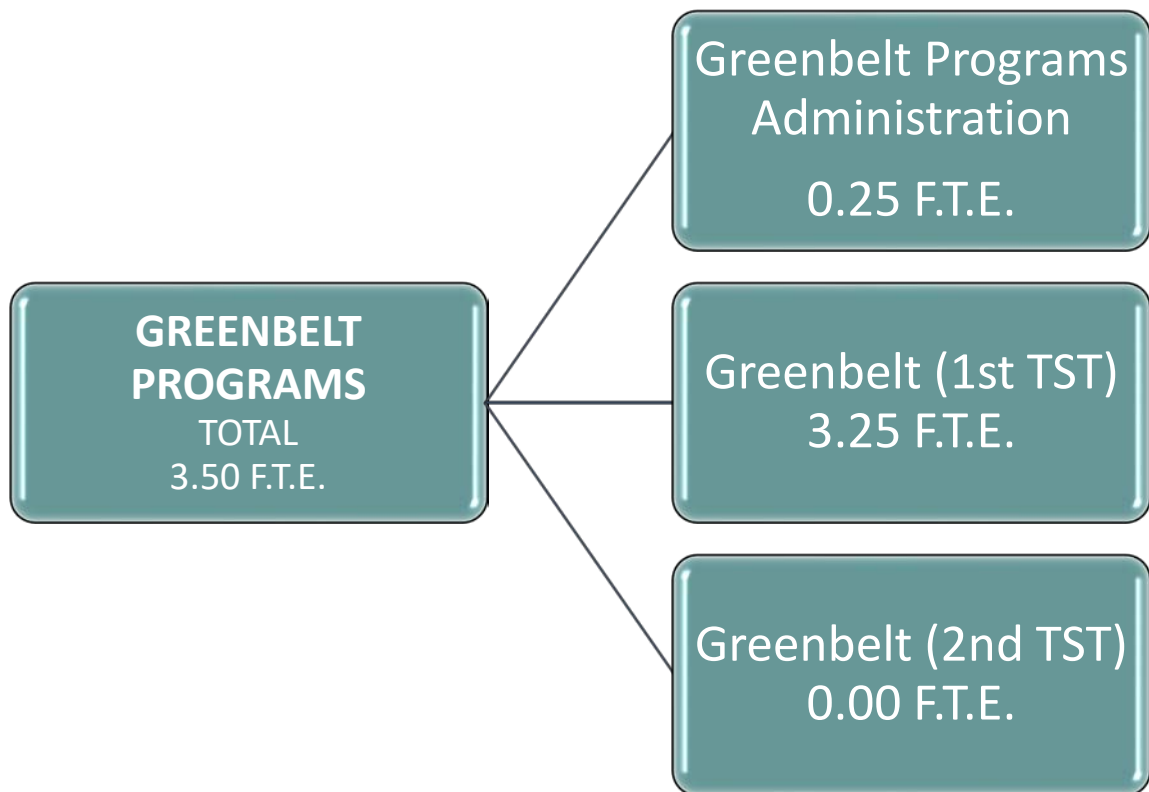 GREENBELT
PROGRAMS
TOTAL
3.50 F.T.E.
Greenbelt Programs
Administration
0.25 F.T.E.
Greenbelt (1st TST)
3.25 F.T.E.
Greenbelt (2nd TST)
0.00 F.T.E.